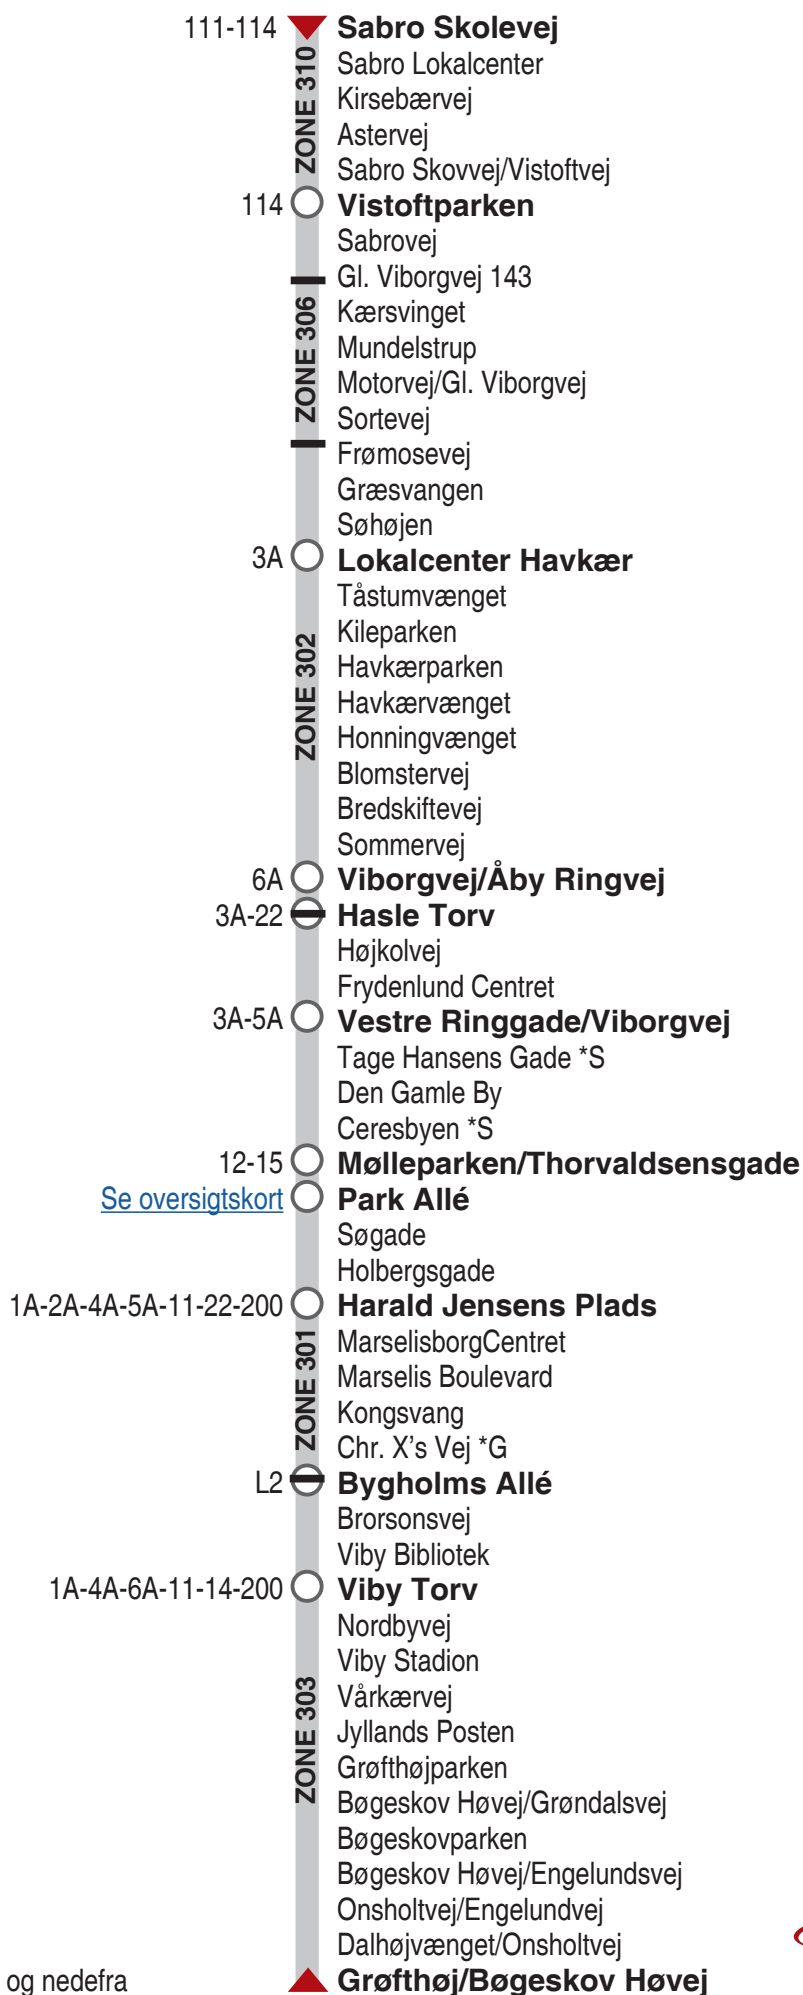 111-114 Sabro Skolevej
ZONE 310
Sabro Lokalcenter
Kirsebærvej
Astervej
Sabro Skovvej/Vistoftvej
114 Vistoftparken
Sabrovej
Gl. Viborgvej 143
ZONE 306
Kærsvinget
Mundelstrup
Motorvej/Gl. Viborgvej
Sortevej
Frømosevej
Græsvangen
Søhøjen
3A Lokalcenter Havkær
ZONE 302
Tåstumvænget
Kileparken
Havkærparken
Havkærvænget
Honningvænget
Blomstervej
Bredskiftevej
Sommervej
6A Viborgvej/Åby Ringvej
3A-22 Hasle Torv
Højkolvej
Frydenlund Centret
3A-5A Vestre Ringgade/Viborgvej
Tage Hansens Gade *S
Den Gamle By
Ceresbyen *S
12-15 Mølleparken/Thorvaldsensgade
Se oversigtskort Park Allé
Søgade
Holbergsgade
1A-2A-4A-5A-11-22-200 Harald Jensens Plads
ZONE 301
MarselisborgCentret
Marselis Boulevard
Kongsvang
Chr. X's Vej *G
L2 Bygholms Allé
Brorsonsvej
Viby Bibliotek
1A-4A-6A-11-14-200 Viby Torv
ZONE 303
Nordbyvej
Viby Stadion
Vårkærvej
Jyllands Posten
Grøfthøjparken
Bøgeskov Høvej/Grøndalsvej
Bøgeskovparken
Bøgeskov Høvej/Engelundsvej
Onsholtvej/Engelundvej
Dalhøjvænget/Onsholtvej
og nedefra Grøfthøj/Bøgeskov Høvej